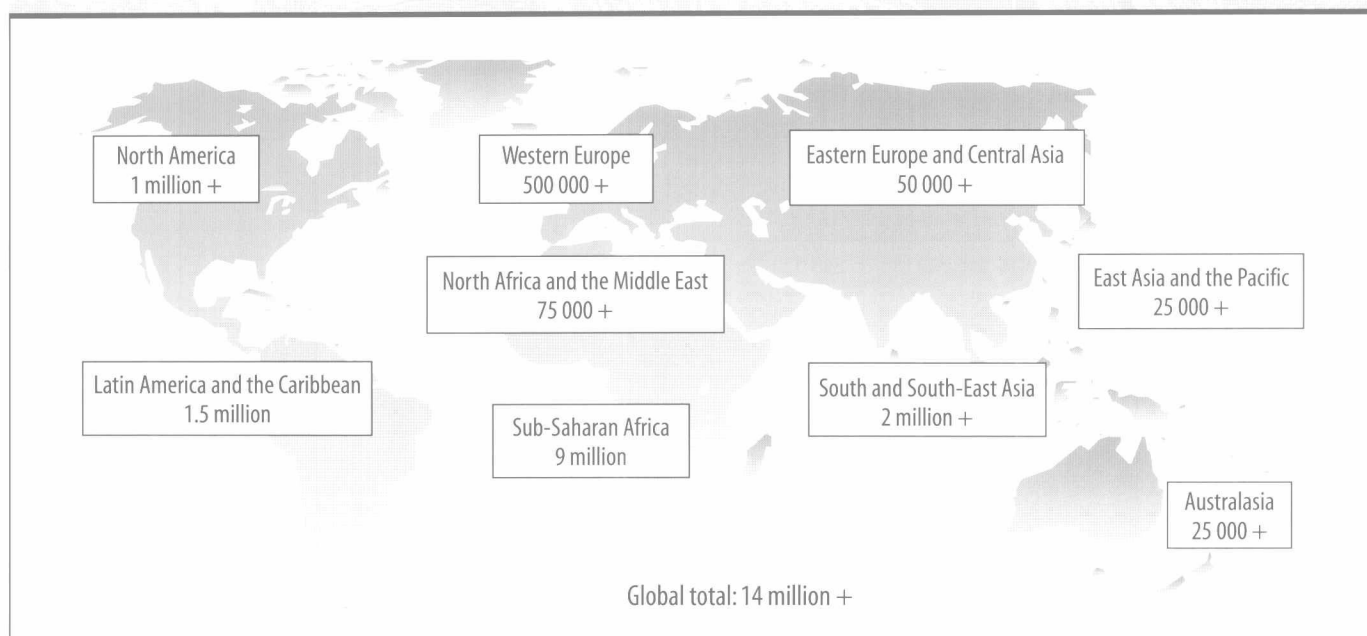 North America
1 million +
Western Europe
500 000 +
Eastern Europe and Central Asia
50 000 +
North Africa and the Middle East
75 000 +
East Asia and the Pacific
25 000 +
Latin America and the Caribbean
1.5 million
South and South-East Asia
2 million +
Sub-Saharan Africa
9 million
Australasia
25 000 +
Global total: 14 million +